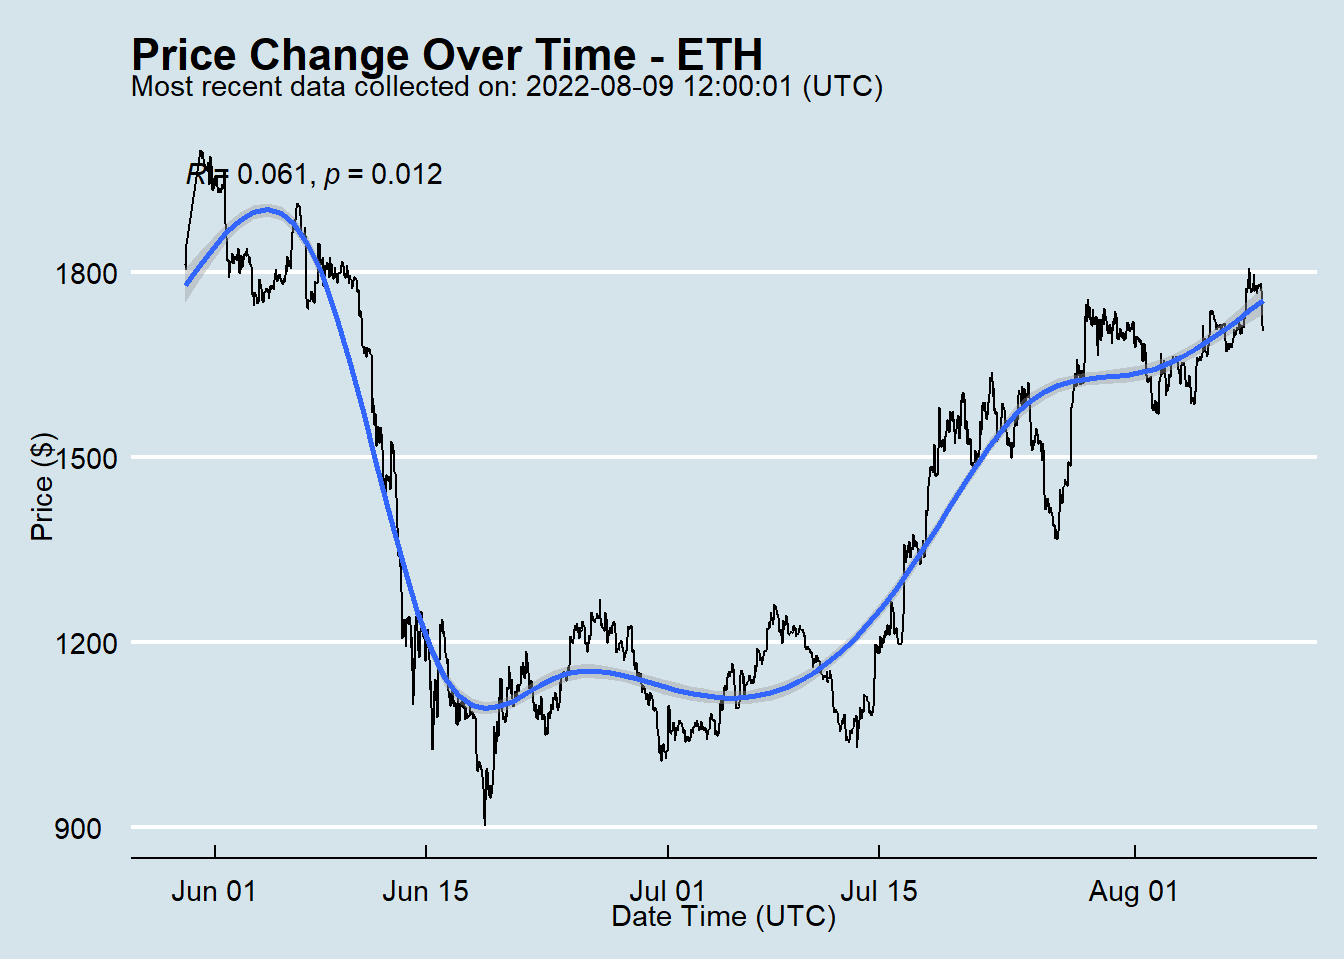 Price Change Over Time - ETH
Most recent data collected on: 2022-08-09 12:00:01 (UTC)
R = 0.061, p = 0.012
Price ($)
1800
1500
1200
900
Jun 01 Jun 15 Jul 01 Jul 15 Aug 01
Date Time (UTC)